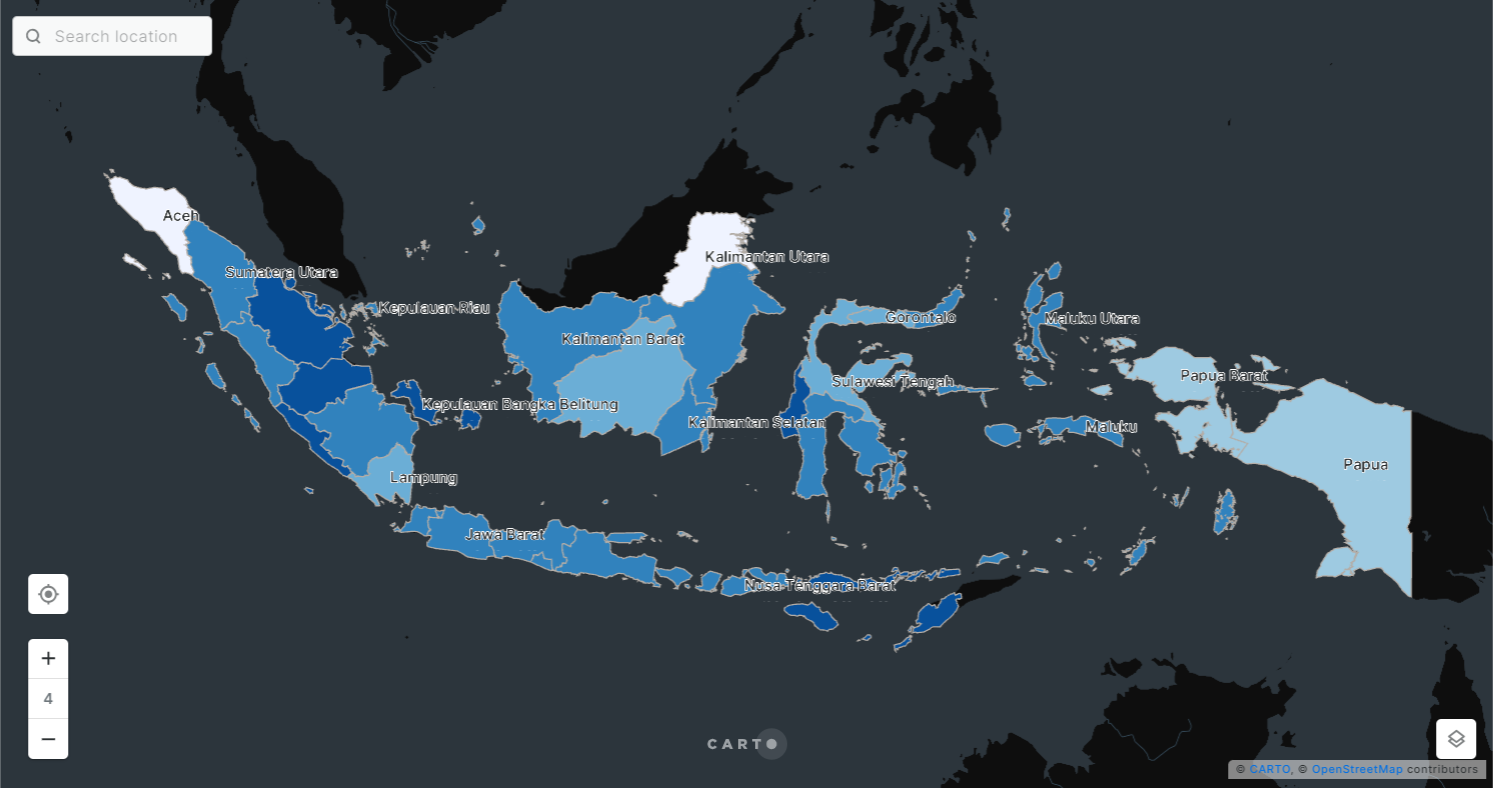 Search location
Aceh
Kalimantan Utara
Sumatera Utara
Kepulauan Riau
Gorontalo
Maluku Utara
Kalimantan Barat
Papua Barat
Sulawesi Tengah
Kepulauan Bangka Belitung
Kalimantan Selatan
Maluku
Papua
Lampung
Jawa Barat
Nusa Tenggara Barat
+
4
−
CARTO
© CARTO, © OpenStreetMap contributors